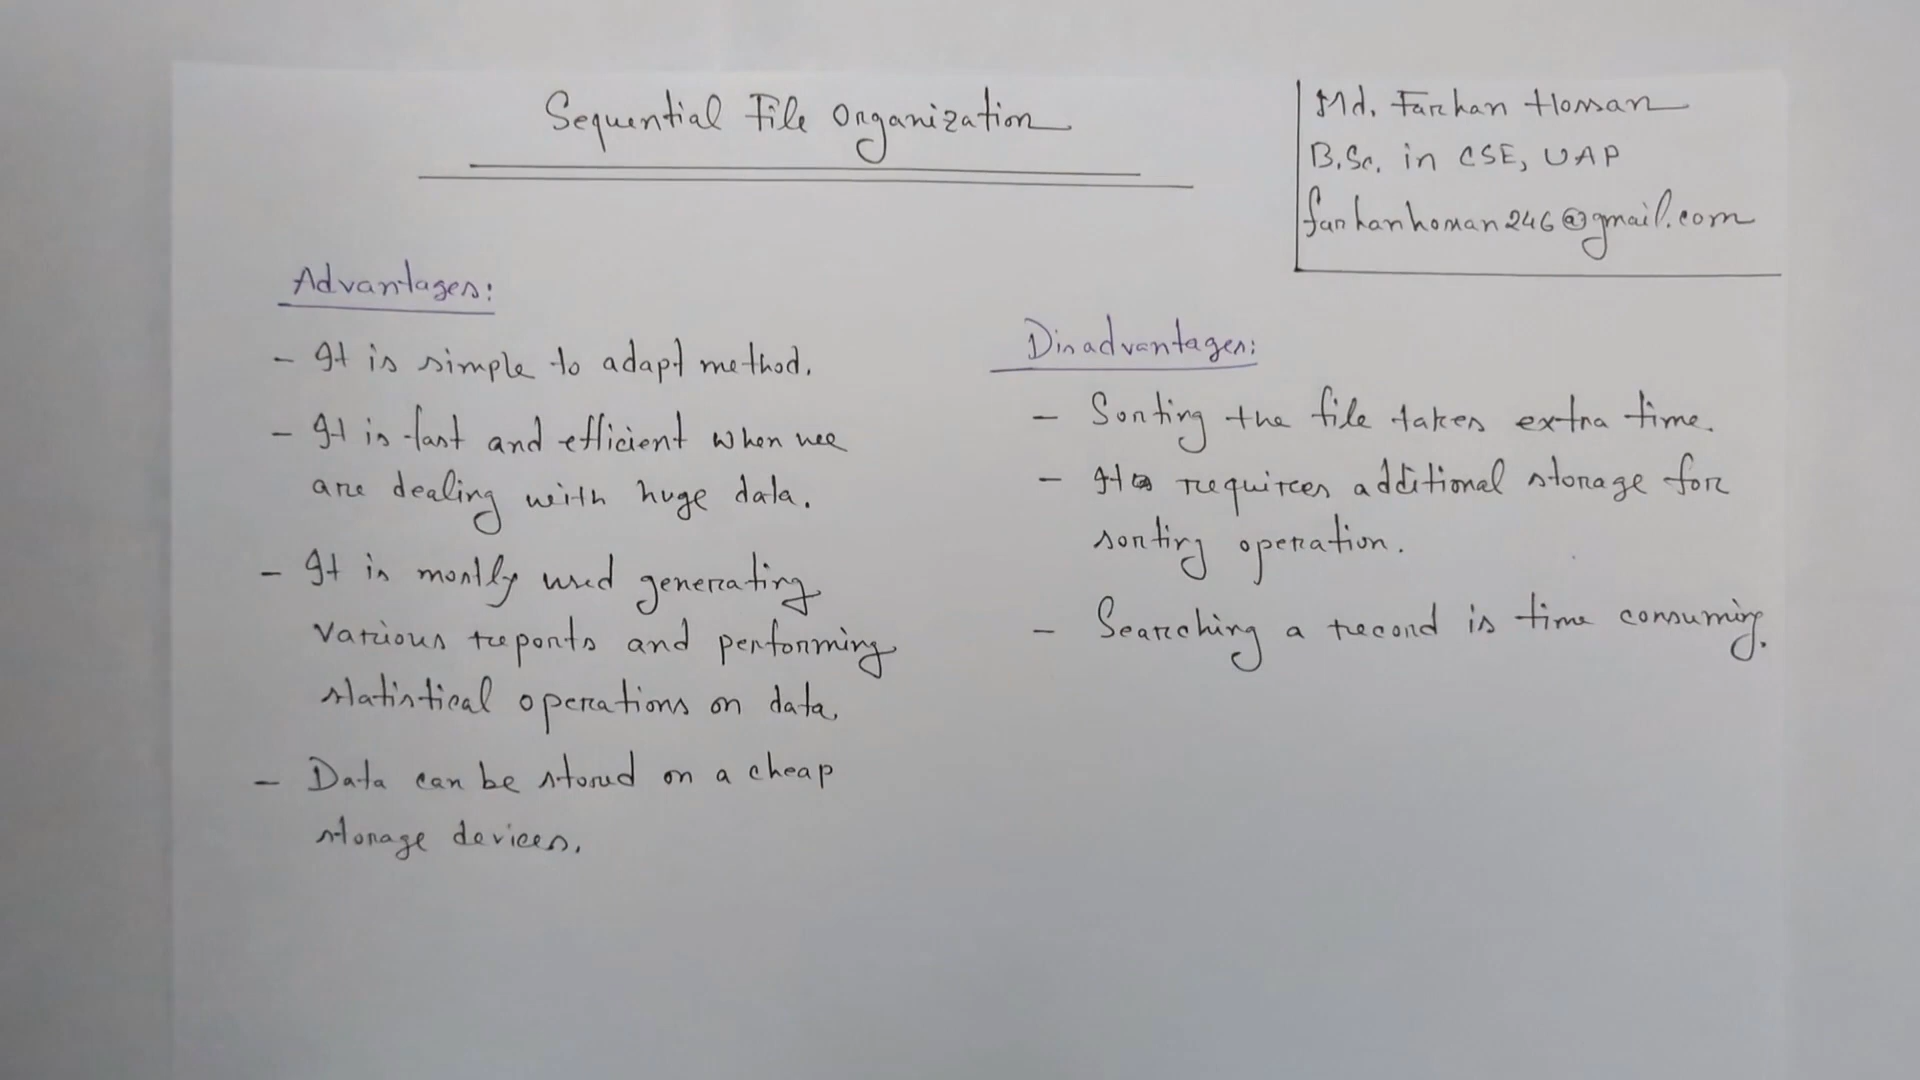 Sequential File Organization
Md. Farhan Hossan
B.Sc. in CSE, UAP
farhanhossan246@gmail.com
Advantages:
- It is simple to adapt method.
- It is fast and efficient when we
are dealing with huge data.
- It is mostly used generating
various reports and performing
statistical operations on data.
- Data can be stored on a cheap
storage devices.
Disadvantages:
- Sorting the file takes extra time.
- It requires additional storage for
sorting operation.
- Searching a record is time consuming.